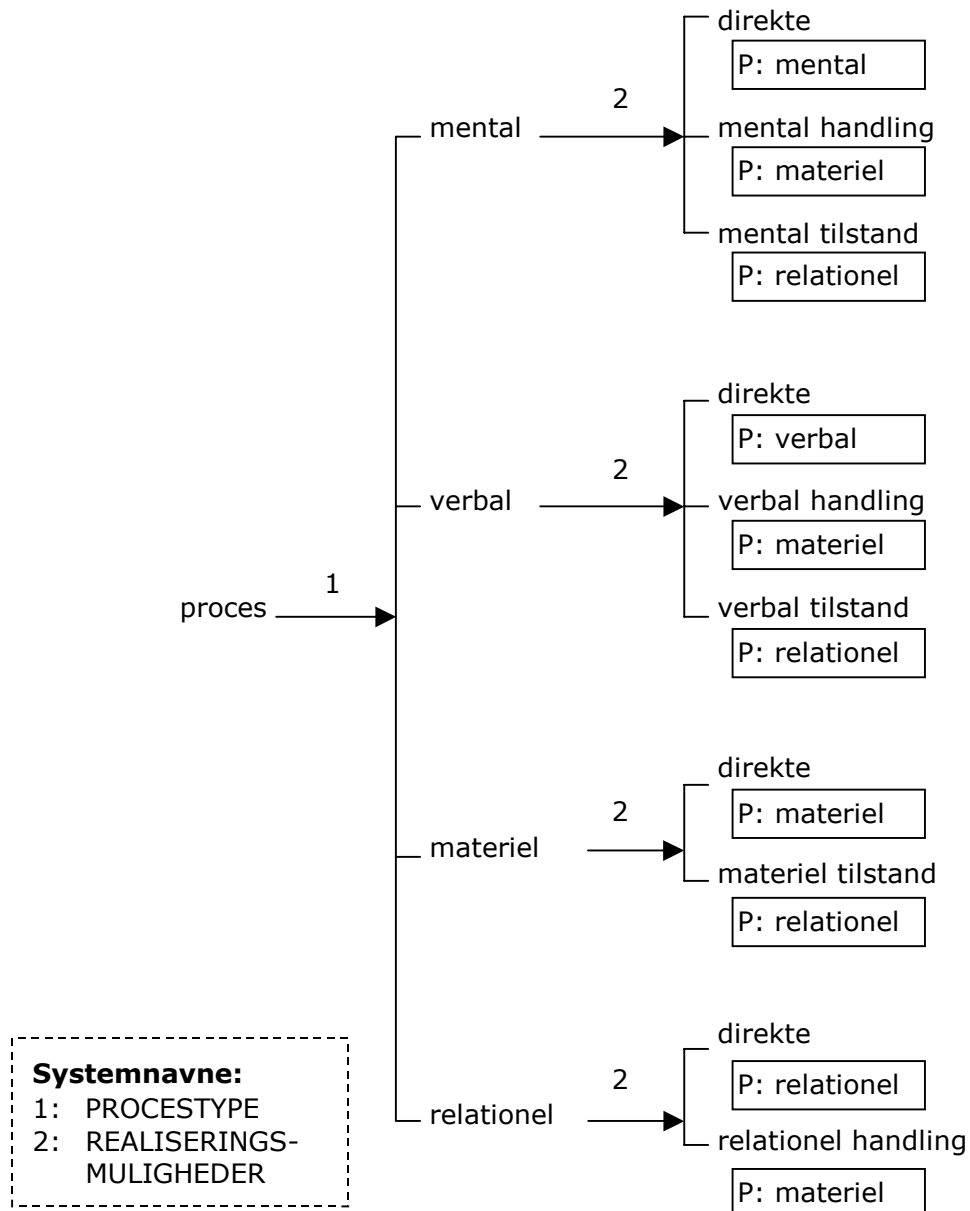 direkte
P: mental
2
mental
mental handling
P: materiel
mental tilstand
P: relationel
direkte
P: verbal
2
verbal
verbal handling
P: materiel
1
proces
verbal tilstand
P: relationel
direkte
P: materiel
2
materiel
materiel tilstand
P: relationel
direkte
P: relationel
2
relationel
relationel handling
P: materiel
Systemnavne:
1: PROCESTYPE
2: REALISERINGS-
MULIGHEDER